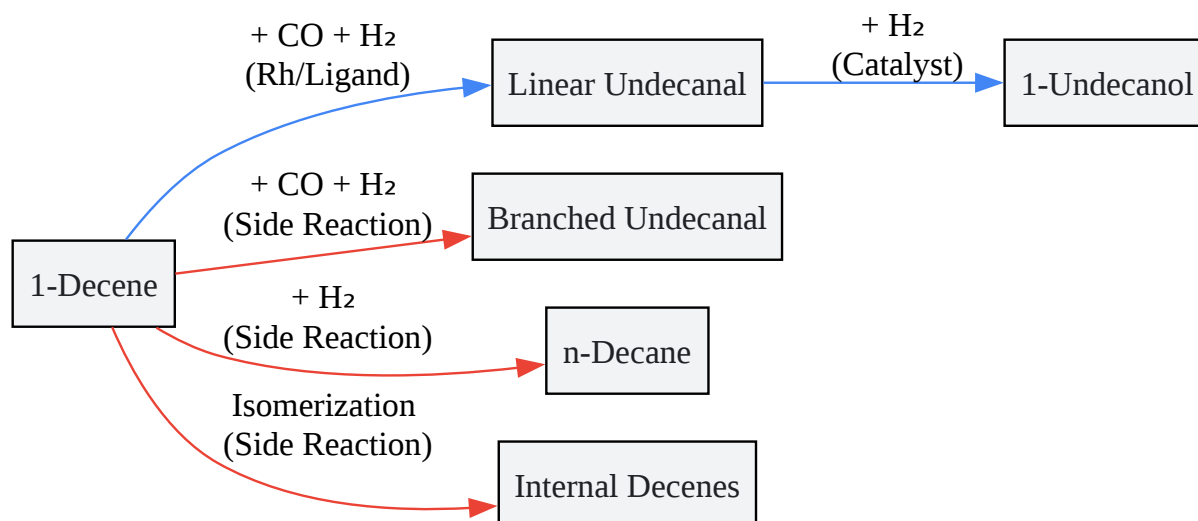 + CO + H₂
(Rh/Ligand)
Linear Undecanal
+ H₂
(Catalyst)
1-Undecanol
+ CO + H₂
(Side Reaction)
Branched Undecanal
1-Decene
+ H₂
(Side Reaction)
n-Decane
Isomerization
(Side Reaction)
Internal Decenes